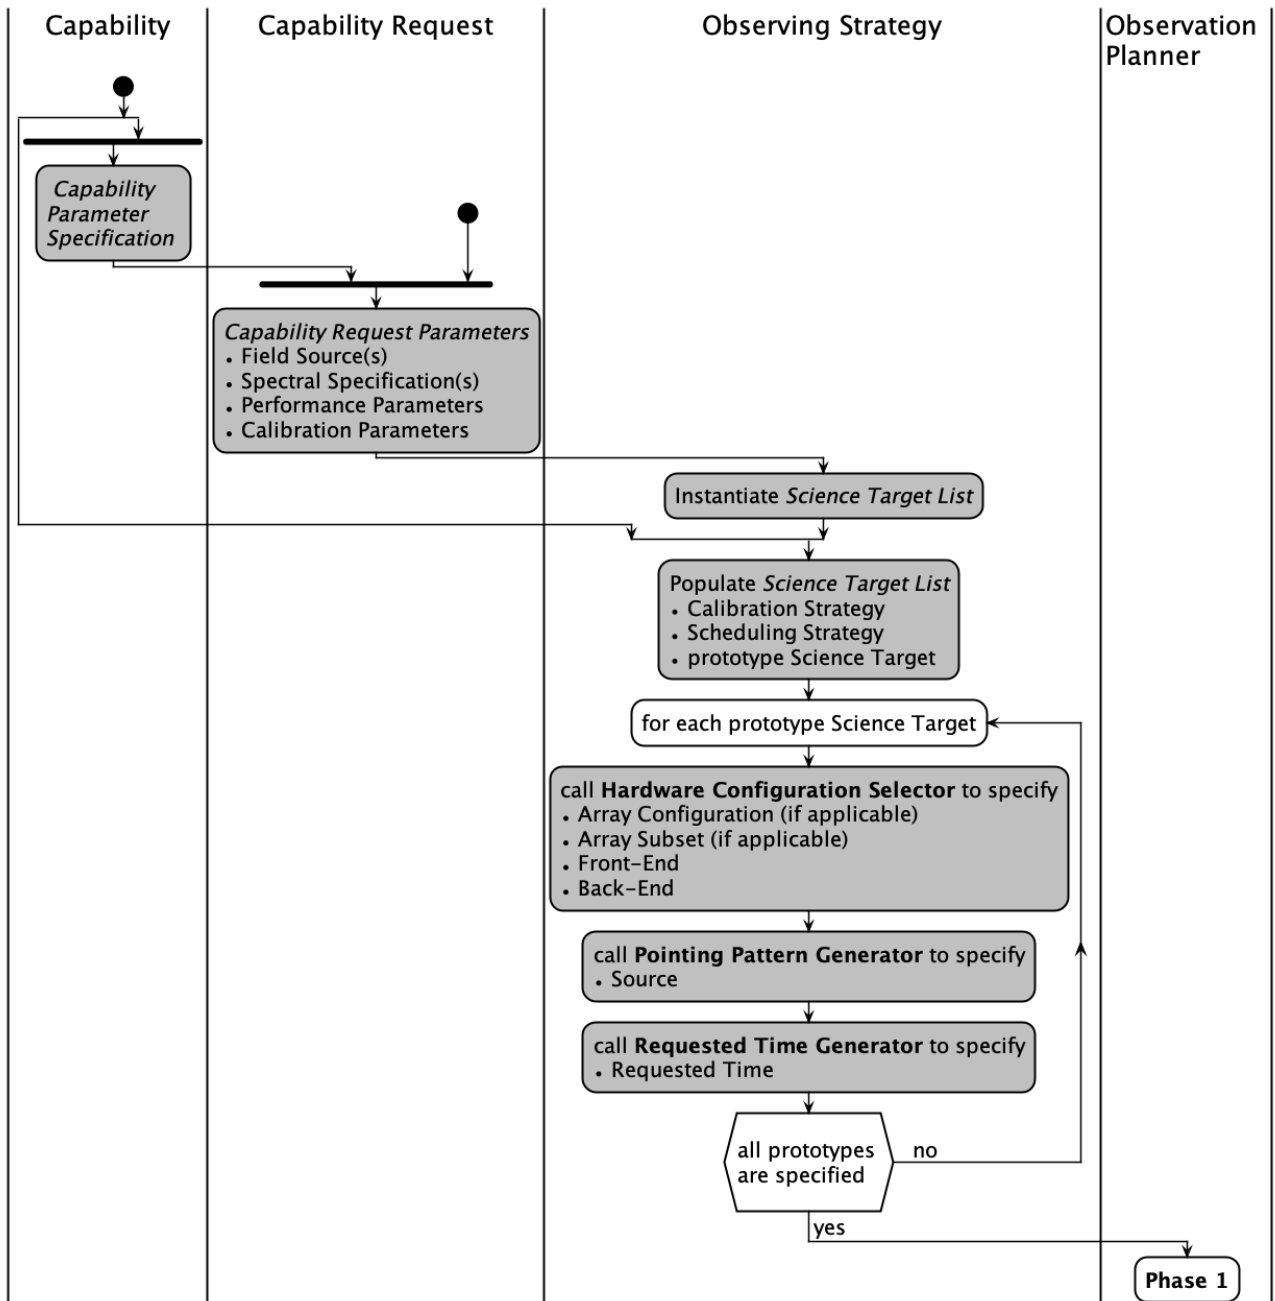 Capability
Capability Request
Observing Strategy
Observation
Planner
Capability
Parameter
Specification
Capability Request Parameters
• Field Source(s)
• Spectral Specification(s)
• Performance Parameters
• Calibration Parameters
Instantiate Science Target List
Populate Science Target List
• Calibration Strategy
• Scheduling Strategy
• prototype Science Target
for each prototype Science Target
call Hardware Configuration Selector to specify
• Array Configuration (if applicable)
• Array Subset (if applicable)
• Front-End
• Back-End
call Pointing Pattern Generator to specify
• Source
call Requested Time Generator to specify
• Requested Time
all prototypes
are specified
no
yes
Phase 1